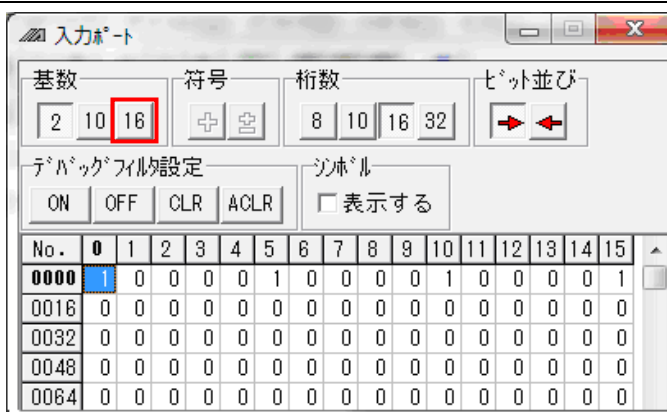 入力ポート
基数 符号 桁数 ビット並び
2 10 16 8 10 16 32
デバッグフィルタ設定 シンボル
ON OFF CLR ACLR 表示する
No. 0 1 2 3 4 5 6 7 8 9 10 11 12 13 14 15
0000 1 0 0 0 0 1 0 0 0 0 1 0 0 0 0 1
0016 0 0 0 0 0 0 0 0 0 0 0 0 0 0 0 0
0032 0 0 0 0 0 0 0 0 0 0 0 0 0 0 0 0
0048 0 0 0 0 0 0 0 0 0 0 0 0 0 0 0 0
0064 0 0 0 0 0 0 0 0 0 0 0 0 0 0 0 0